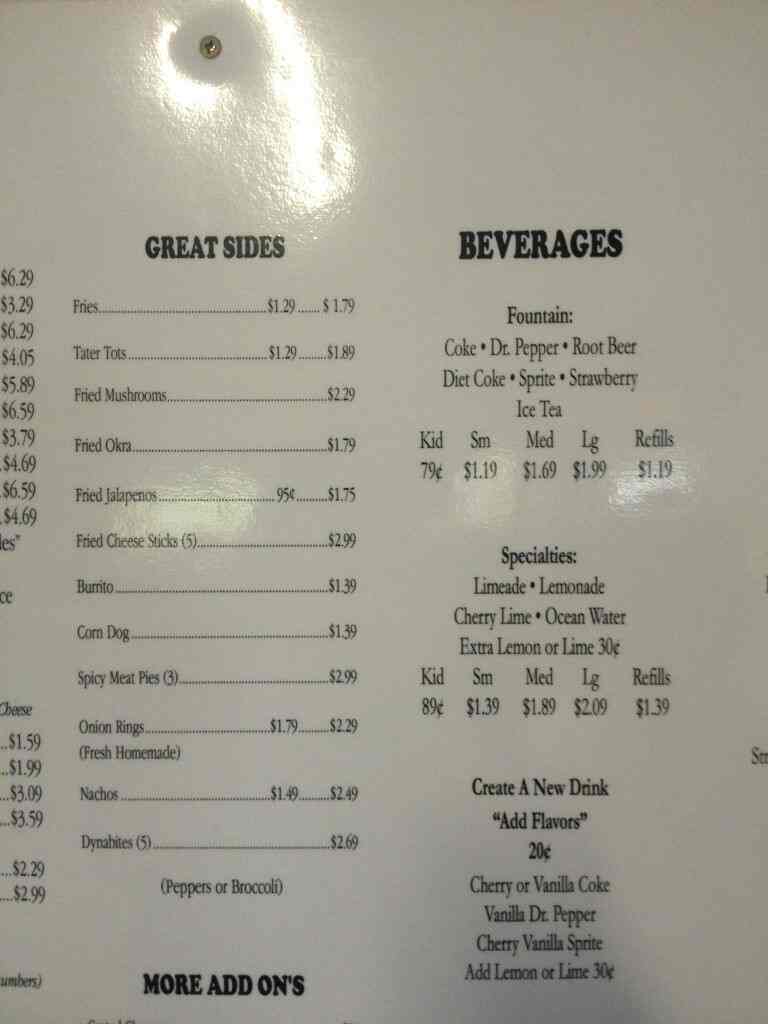 $6.29
$3.29
$6.29
$4.05
$5.89
$6.59
$3.79
.$4.69
$6.59
.$4.69
les"
ce
Cheese
...$1.59
...$1.99
...$3.09
...$3.59
....$2.29
....$2.99
umbers)
GREAT SIDES
Fries............$1.29 ...... $ 1.79
Tater Tots............$1.29 ........$1.89
Fried Mushrooms............$2.29
Fried Okra............$1.79
Fried Jalapenos............95¢.........$1.75
Fried Cheese Sticks (5)............$2.99
Burrito............$1.39
Corn Dog............$1.39
Spicy Meat Pies (3)............$2.99
Onion Rings............$1.79.........$2.29
(Fresh Homemade)
Nachos............$1.49.........$2.49
Dynabites (5)............$2.69
(Peppers or Broccoli)
MORE ADD ON'S
BEVERAGES
Fountain:
Coke • Dr. Pepper • Root Beer
Diet Coke • Sprite • Strawberry
Ice Tea
Kid Sm Med Lg Refills
79¢ $1.19 $1.69 $1.99 $1.19
Specialties:
Limeade • Lemonade
Cherry Lime • Ocean Water
Extra Lemon or Lime 30¢
Kid Sm Med Lg Refills
89¢ $1.39 $1.89 $2.09 $1.39
Create A New Drink
"Add Flavors"
20¢
Cherry or Vanilla Coke
Vanilla Dr. Pepper
Cherry Vanilla Sprite
Add Lemon or Lime 30¢